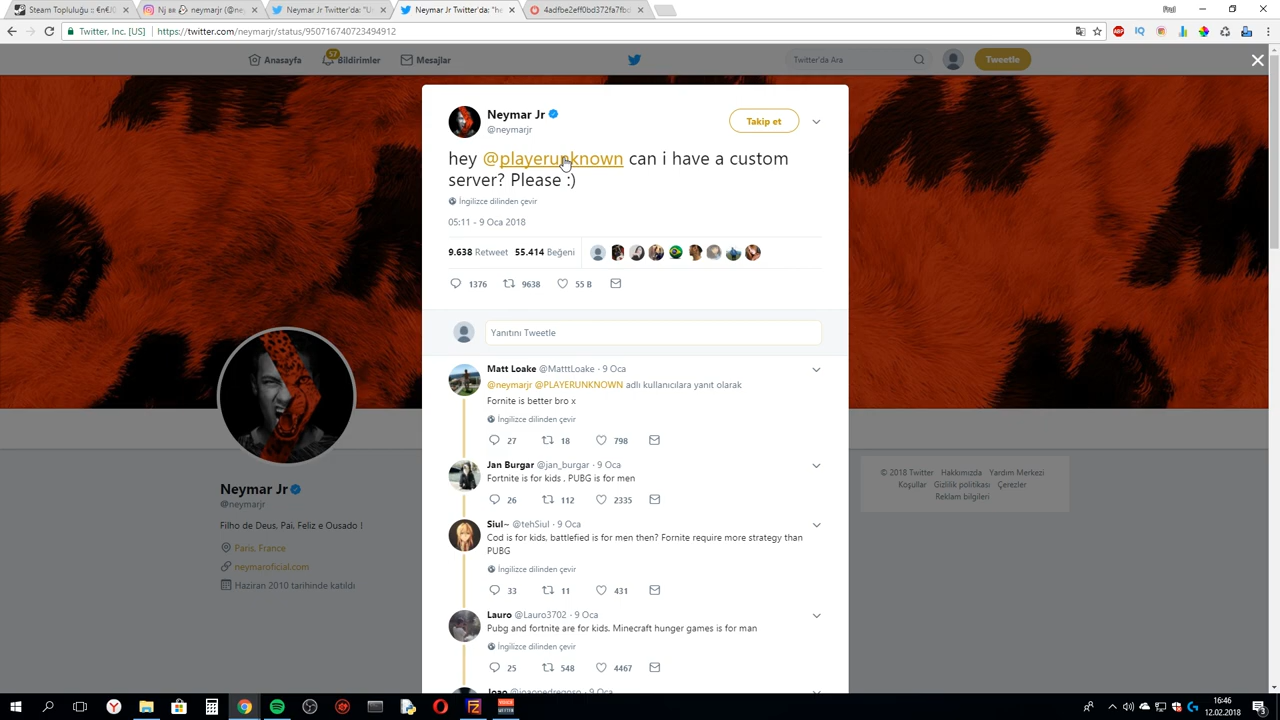 Steam Topluluğu :: €n€J
Nj 🇧🇷 👻 neymarjr (@ne
Neymar Jr Twitter'da: "U
Neymar Jr Twitter'da: "he
4adfbe2eff0bd372fa7fbd
Twitter, Inc. [US] https://twitter.com/neymarjr/status/950716740723494912
57
Anasayfa Bildirimler Mesajlar
Twitter'da Ara
Tweetle
Neymar Jr
@neymarjr
Takip et
hey @playerunknown can i have a custom
server? Please :)
İngilizce dilinden çevir
05:11 - 9 Oca 2018
9.638 Retweet 55.414 Beğeni
1376 9638 55 B
Yanıtını Tweetle
Matt Loake @MatttLoake · 9 Oca
@neymarjr @PLAYERUNKNOWN adlı kullanıcılara yanıt olarak
Fornite is better bro x
İngilizce dilinden çevir
27 18 798
Jan Burgar @jan_burgar · 9 Oca
Fortnite is for kids , PUBG is for men
26 112 2335
Siul~ @tehSiul · 9 Oca
Cod is for kids, battlefied is for men then? Fornite require more strategy than
PUBG
İngilizce dilinden çevir
33 11 431
Lauro @Lauro3702 · 9 Oca
Pubg and fortnite are for kids. Minecraft hunger games is for man
İngilizce dilinden çevir
25 548 4467
Neymar Jr
@neymarjr
Filho de Deus, Pai, Feliz e Ousado !
Paris, France
neymaroficial.com
Haziran 2010 tarihinde katıldı
© 2018 Twitter Hakkımızda Yardım Merkezi
Koşullar Gizlilik politikası Çerezler
Reklam bilgileri
16:46
12.02.2018